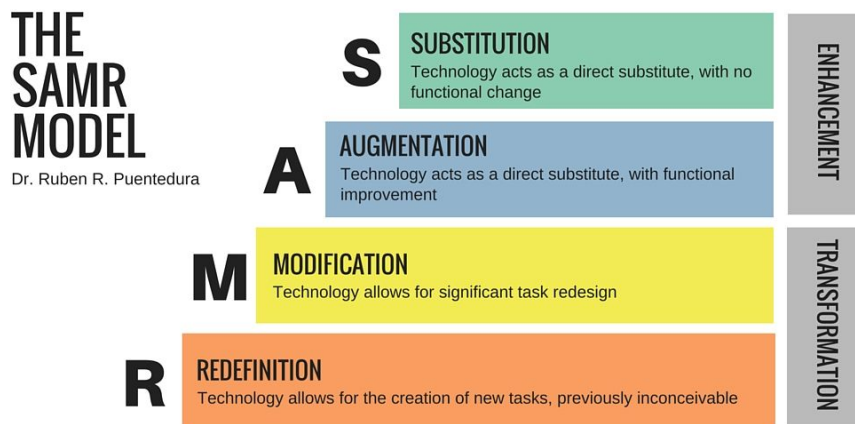 THE
SAMR
MODEL
Dr. Ruben R. Puentedura
S
SUBSTITUTION
Technology acts as a direct substitute, with no
functional change
A
AUGMENTATION
Technology acts as a direct substitute, with functional
improvement
ENHANCEMENT
M
MODIFICATION
Technology allows for significant task redesign
R
REDEFINITION
Technology allows for the creation of new tasks, previously inconceivable
TRANSFORMATION